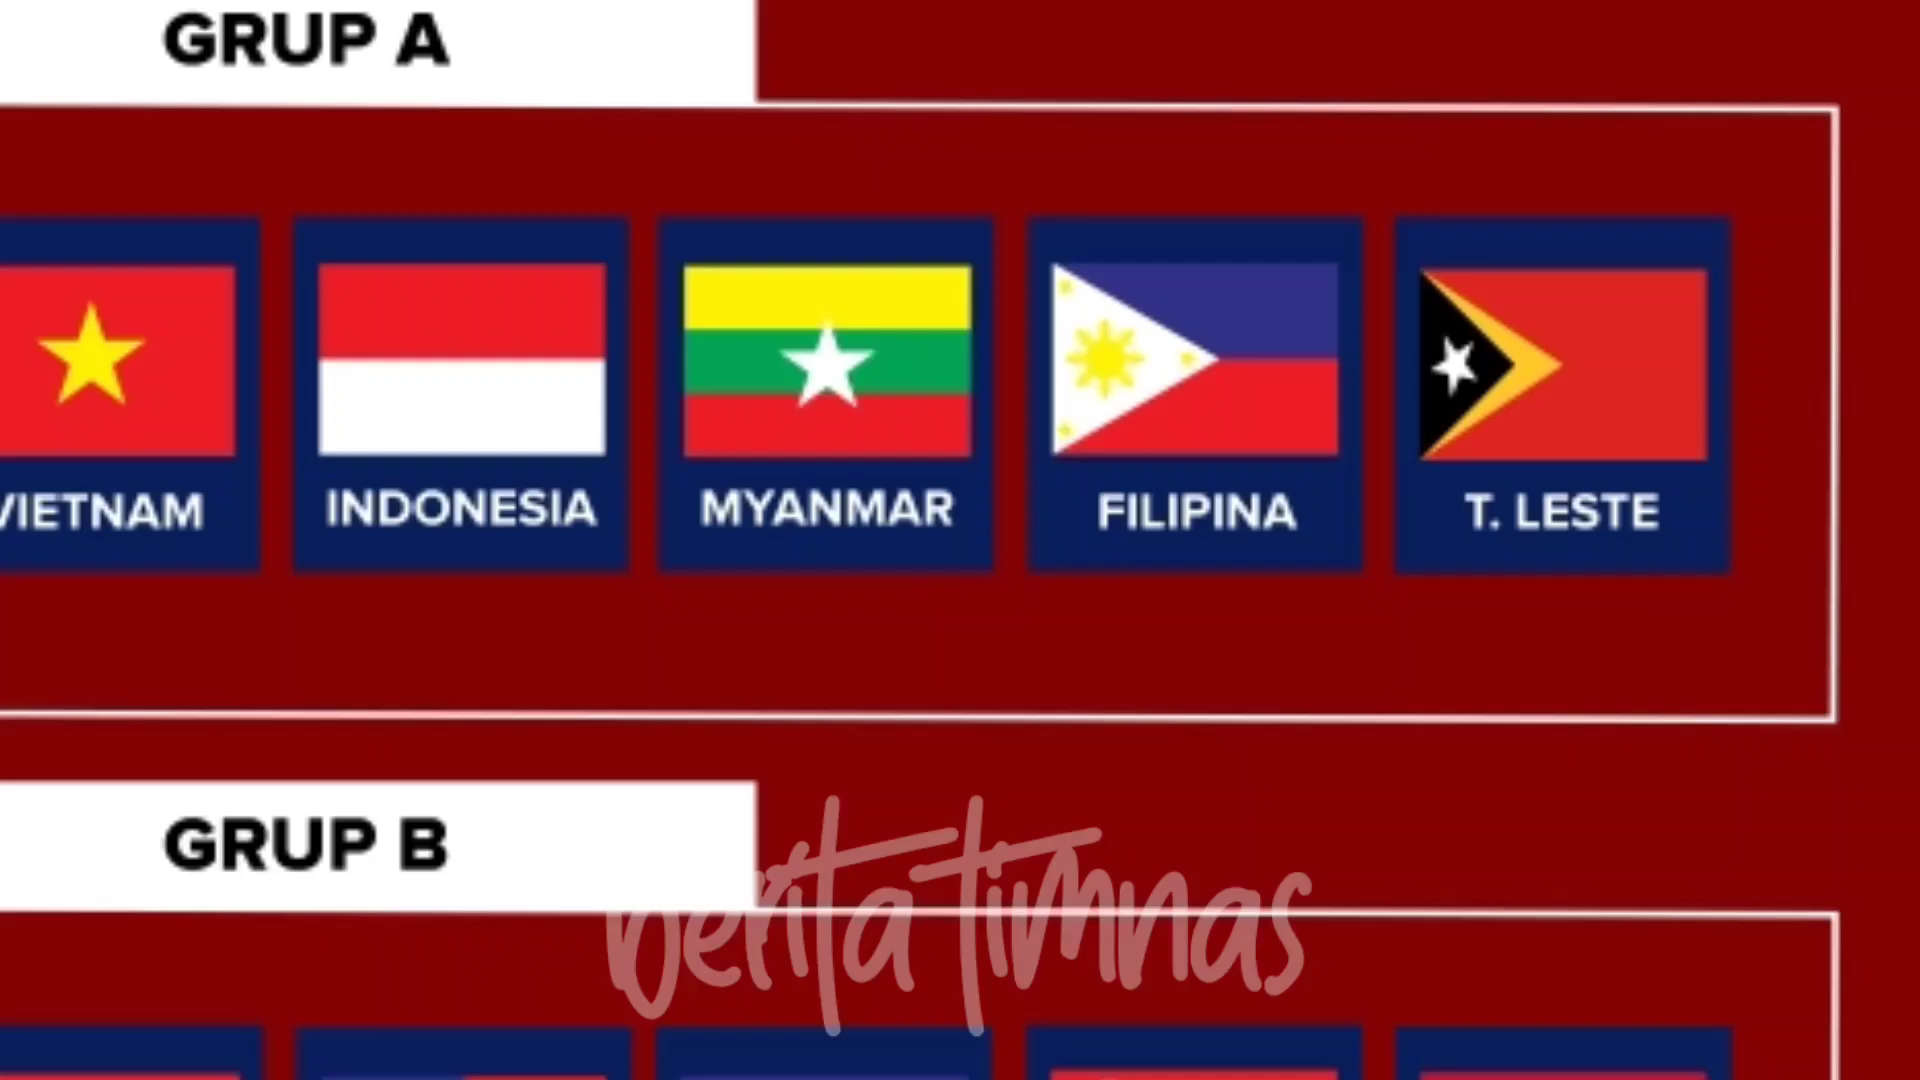 GRUP A
VIETNAM
INDONESIA
MYANMAR
FILIPINA
T. LESTE
GRUP B
berita timnas